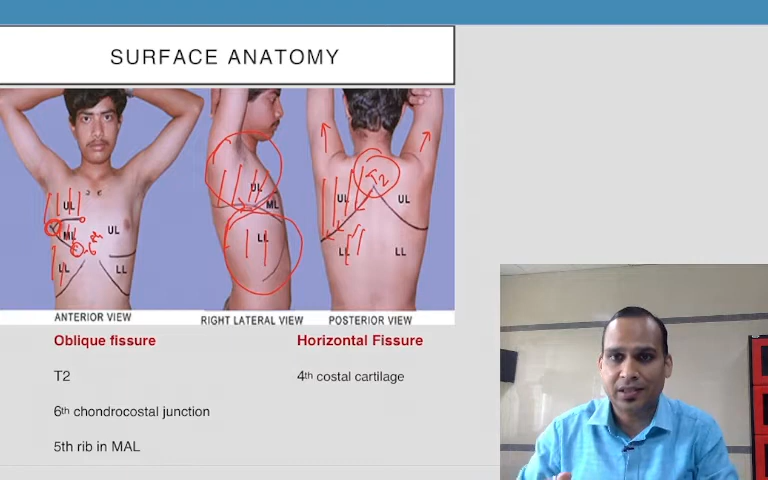 SURFACE ANATOMY
UL
ML
LL
UL
LL
6th
UL
ML
LL
T2
UL
UL
LL
LL
ANTERIOR VIEW
RIGHT LATERAL VIEW
POSTERIOR VIEW
Oblique fissure
Horizontal Fissure
T2
4th costal cartilage
6th chondrocostal junction
5th rib in MAL